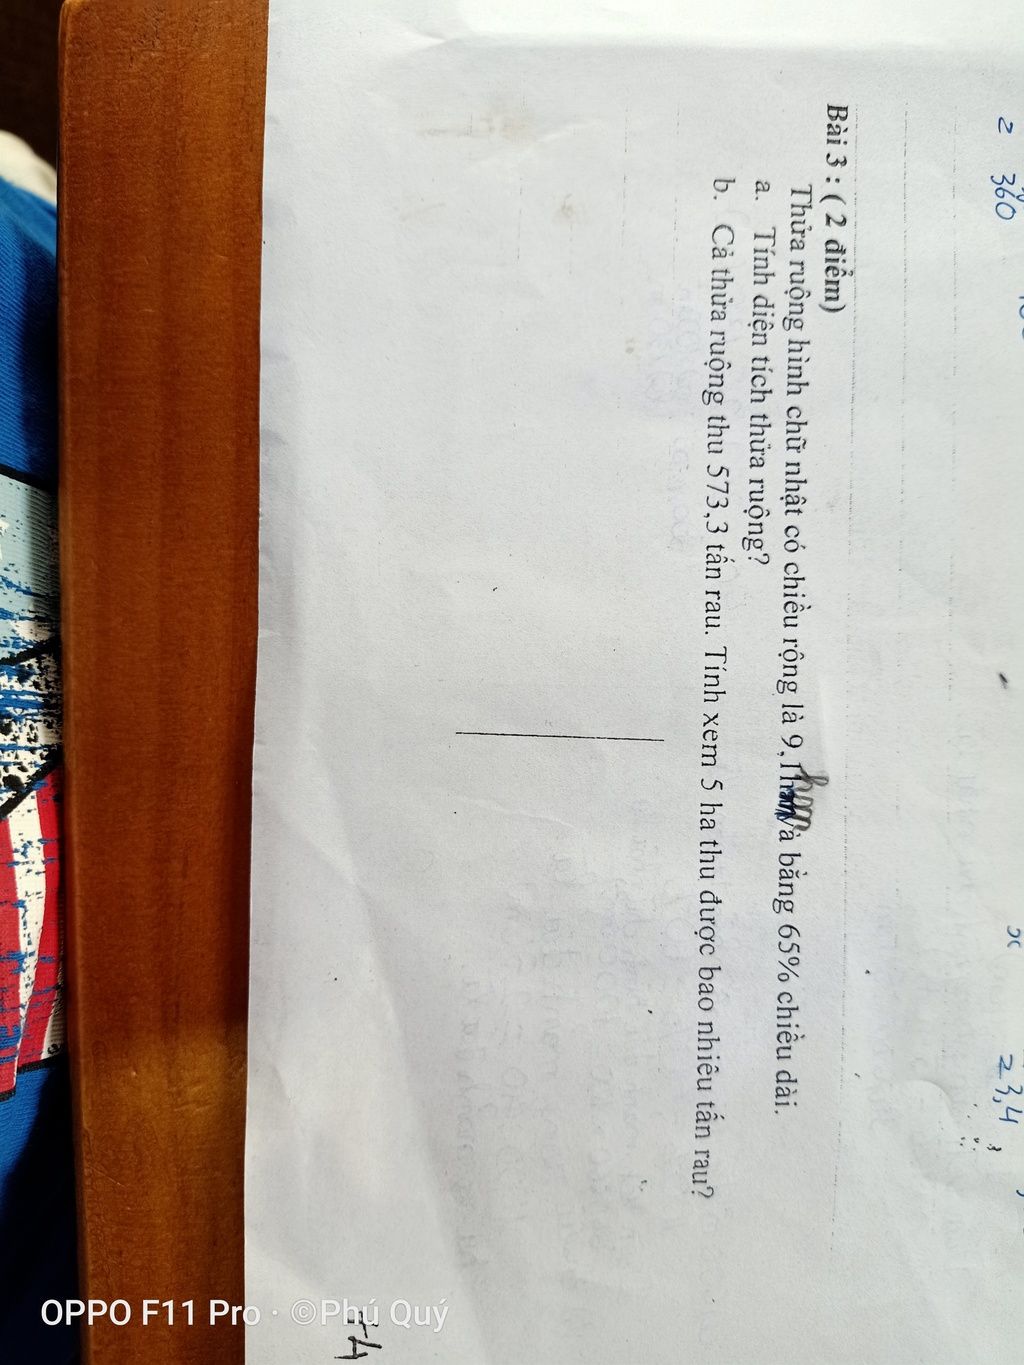 Bài 3 : ( 2 điểm)
Thửa ruộng hình chữ nhật có chiều rộng là 9,1 hm và bằng 65% chiều dài.
a. Tính diện tích thửa ruộng?
b. Cả thửa ruộng thu 573,3 tấn rau. Tính xem 5 ha thu được bao nhiêu tấn rau?
360
3,4
OPPO F11 Pro · ©Phú Quý